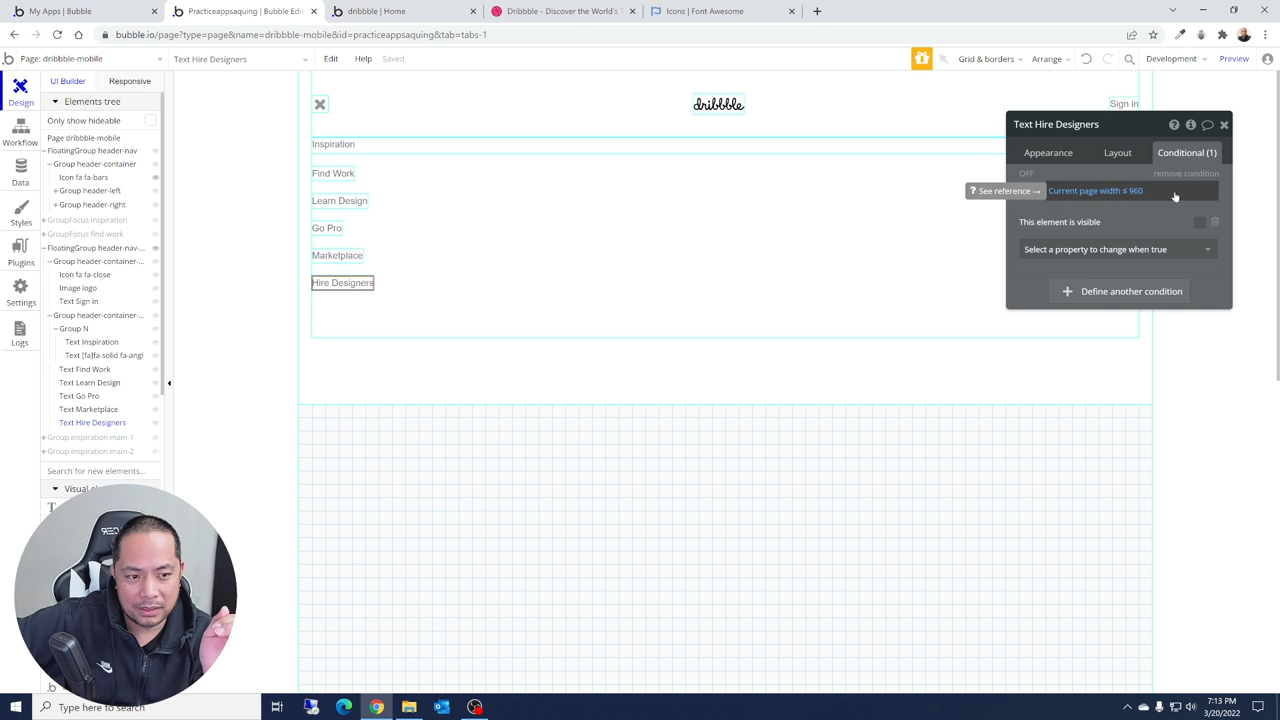 My Apps | Bubble
Practiceappsaquing | Bubble Edit
dribbble | Home
Dribbble - Discover the World's T
Icons | Font Awesome
bubble.io/page?type=page&name=dribbble-mobile&id=practiceappsaquing&tab=tabs-1
Page: dribbble-mobile
Text Hire Designers
Edit
Help
Saved
Grid & borders
Arrange
Development
Preview
Design
Workflow
Data
Styles
Plugins
Settings
Logs
UI Builder
Responsive
Elements tree
Only show hideable
Page dribbble-mobile
FloatingGroup header-nav
Group header-container
Icon fa fa-bars
Group header-left
Group header-right
GroupFocus inspiration
GroupFocus find-work
FloatingGroup header-nav-...
Group header-container-...
Icon fa fa-close
Image logo
Text Sign in
Group header-container-...
Group N
Text Inspiration
Text [fa]fa-solid fa-angl
Text Find Work
Text Learn Design
Text Go Pro
Text Marketplace
Text Hire Designers
Group inspiration-main-1
Group inspiration-main-2
Search for new elements...
dribbble
Sign in
Inspiration
Find Work
Learn Design
Go Pro
Marketplace
Hire Designers
Text Hire Designers
Appearance
Layout
Conditional (1)
OFF
remove condition
? See reference →
Current page width ≤ 960
This element is visible
Select a property to change when true
Define another condition
Type here to search
7:13 PM
3/20/2022